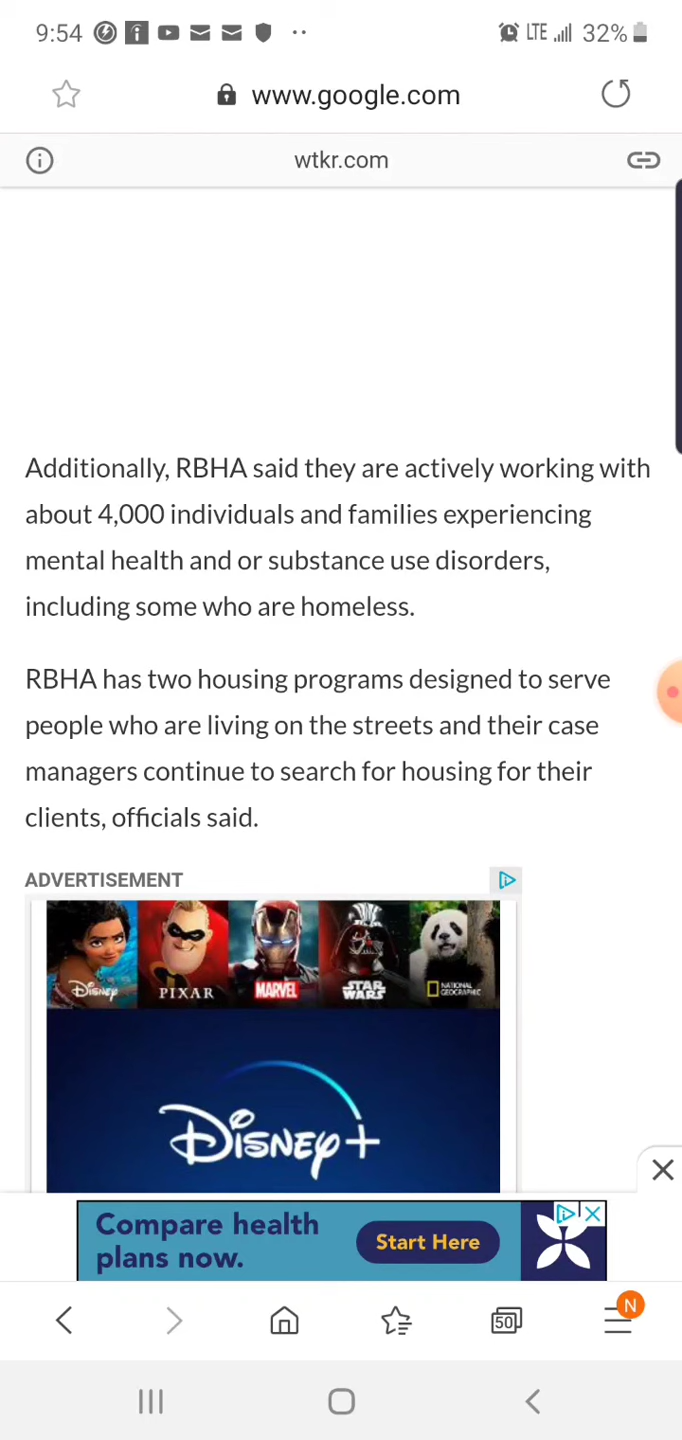 9:54 LTE 32%
www.google.com
wtkr.com
Additionally, RBHA said they are actively working with
about 4,000 individuals and families experiencing
mental health and or substance use disorders,
including some who are homeless.
RBHA has two housing programs designed to serve
people who are living on the streets and their case
managers continue to search for housing for their
clients, officials said.
ADVERTISEMENT
Disney PIXAR MARVEL STAR WARS NATIONAL GEOGRAPHIC
Disney+
Compare health
plans now.
Start Here
50
N